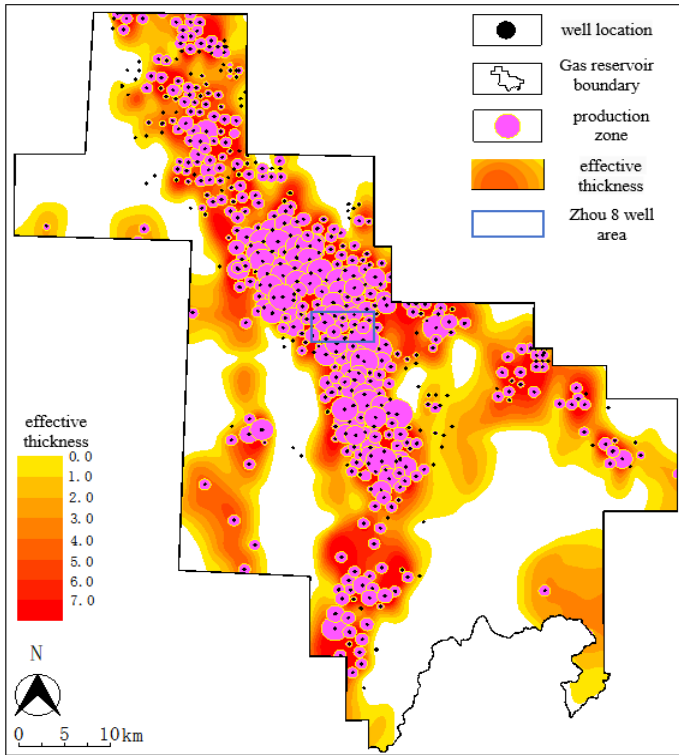 well location
Gas reservoir
boundary
production
zone
effective
thickness
Zhou 8 well
area
effective
thickness
0.0
1.0
2.0
3.0
4.0
5.0
6.0
7.0
N
0 5 10km